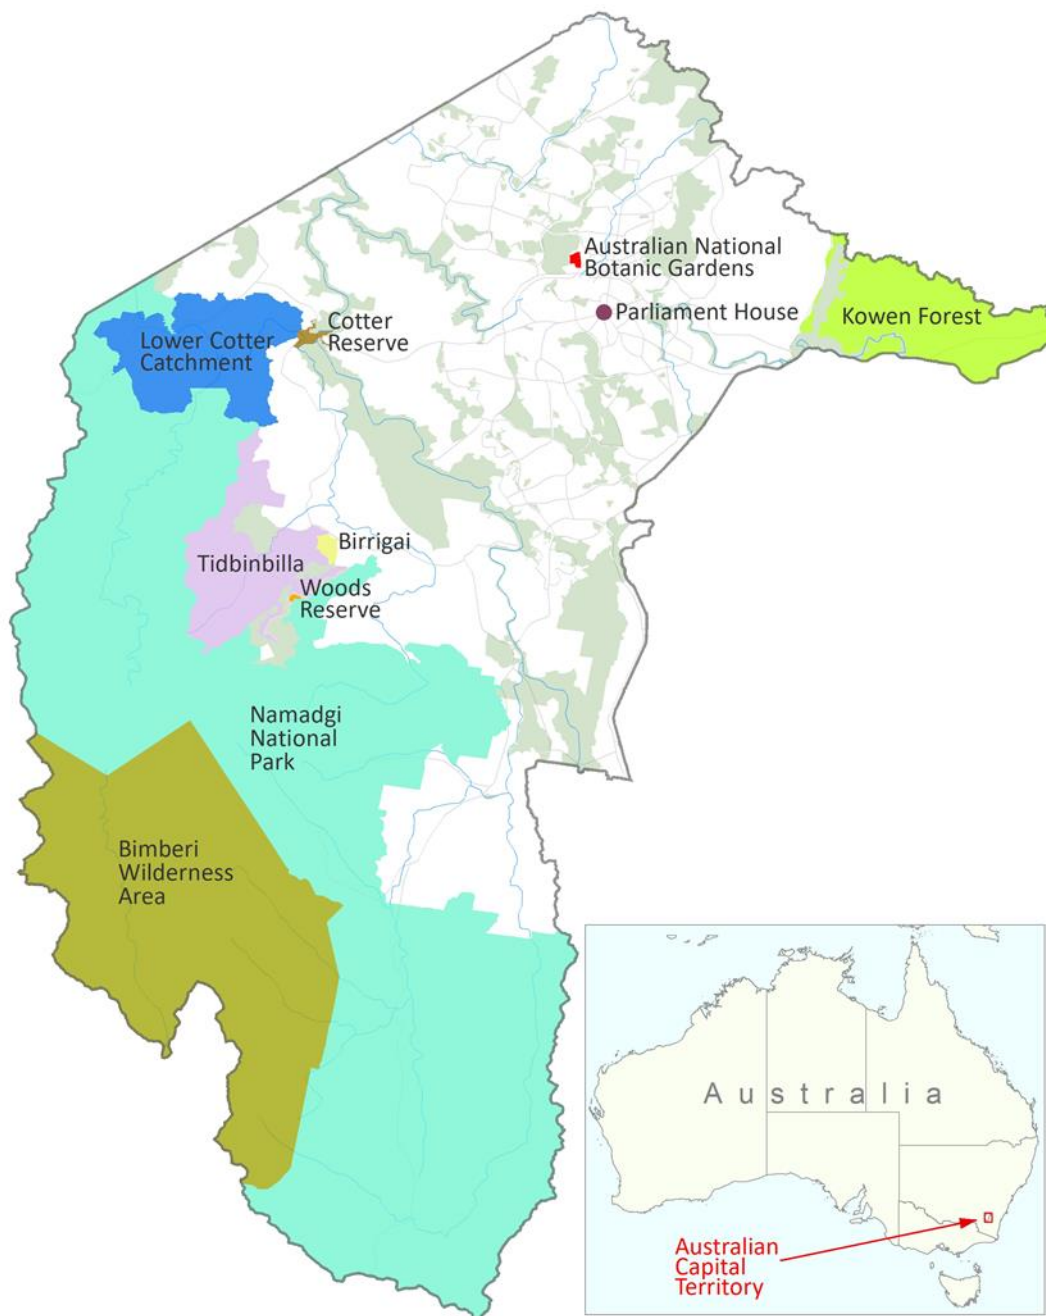 Australian National
Botanic Gardens
Parliament House
Kowen Forest
Cotter
Reserve
Lower Cotter
Catchment
Birrigai
Tidbinbilla
Woods
Reserve
Namadgi
National
Park
Bimberi
Wilderness
Area
Australia
Australian
Capital
Territory